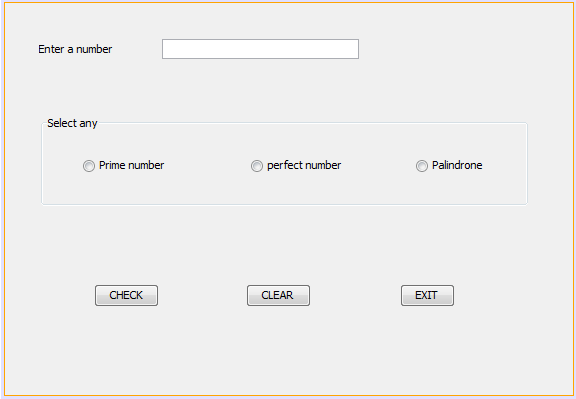 Enter a number
Select any
Prime number perfect number Palindrone
CHECK CLEAR EXIT